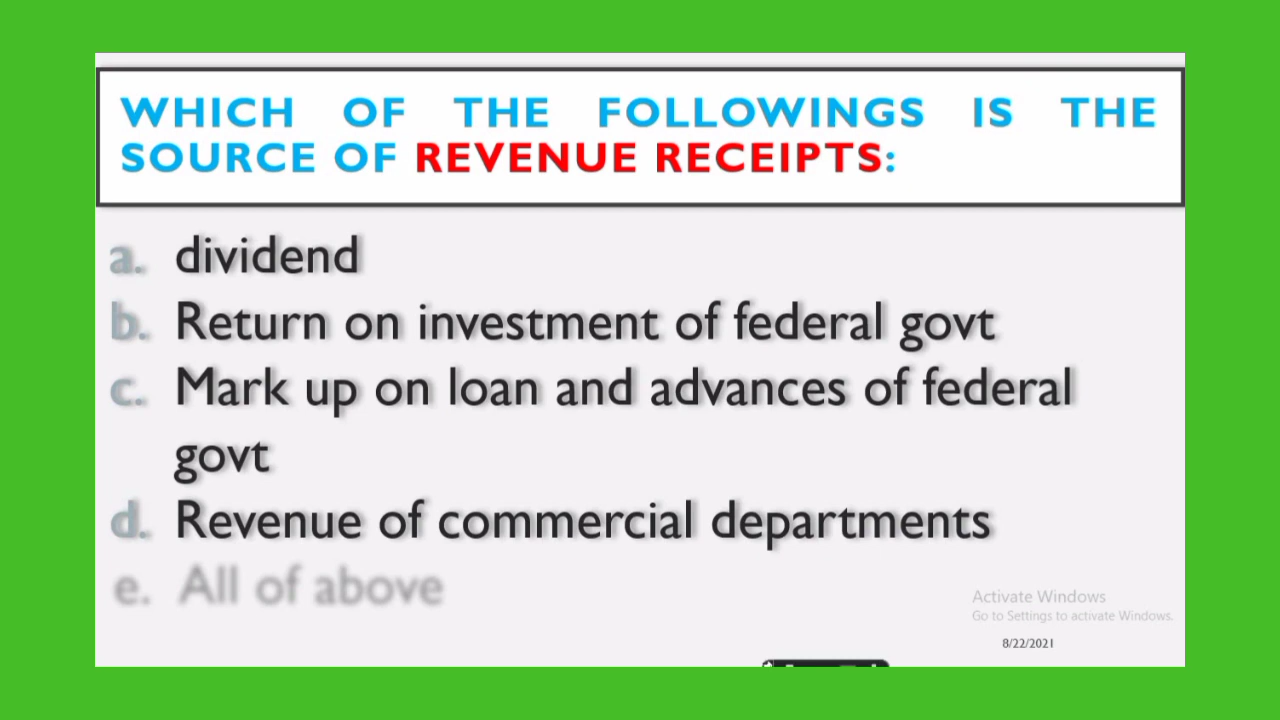 WHICH OF THE FOLLOWINGS IS THE
SOURCE OF REVENUE RECEIPTS:
a. dividend
b. Return on investment of federal govt
c. Mark up on loan and advances of federal
govt
d. Revenue of commercial departments
e. All of above
Activate Windows
Go to Settings to activate Windows.
8/22/2021